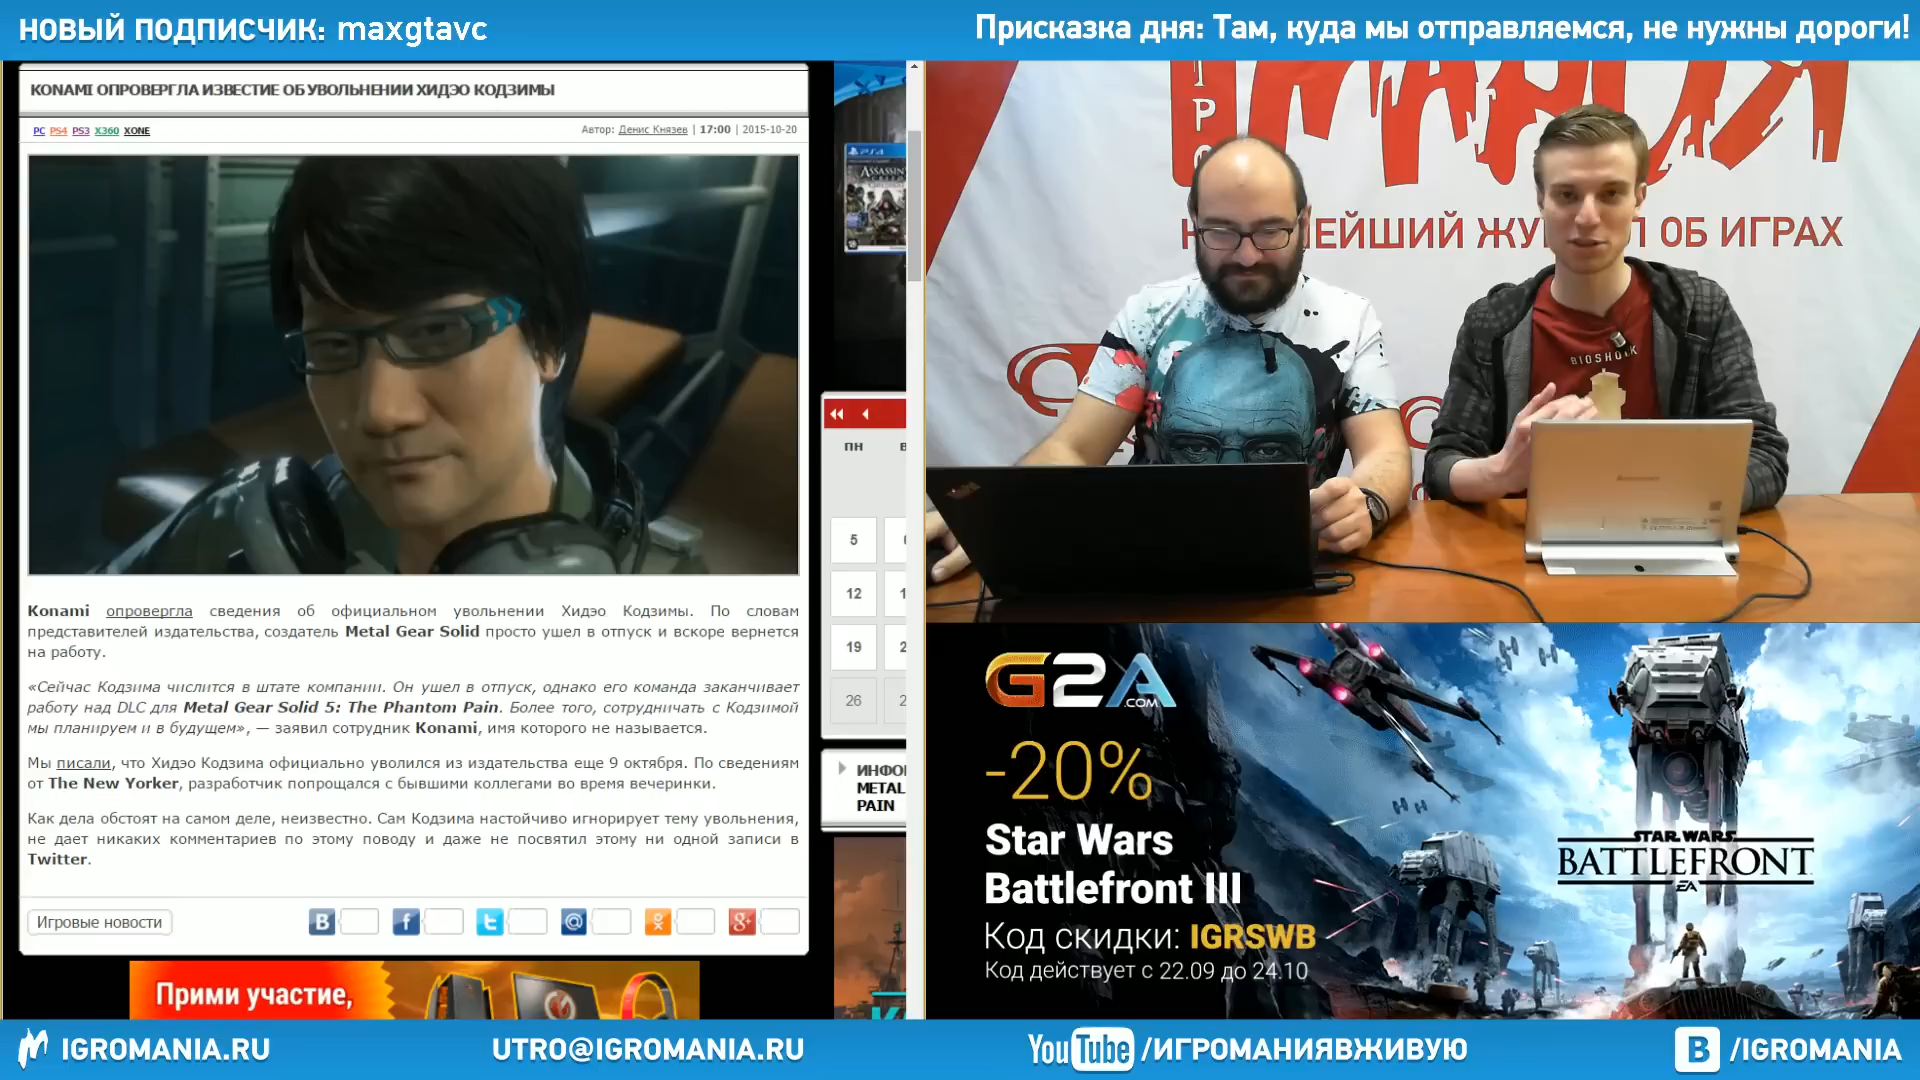 НОВЫЙ ПОДПИСЧИК: maxgtavc
Присказка дня: Там, куда мы отправляемся, не нужны дороги!
KONAMI ОПРОВЕРГЛА ИЗВЕСТИЕ ОБ УВОЛЬНЕНИИ ХИДЭО КОДЗИМЫ
PC PS4 PS3 X360 XONE
Автор: Денис Князев | 17:00 | 2015-10-20
Konami опровергла сведения об официальном увольнении Хидэо Кодзимы. По словам
представителей издательства, создатель Metal Gear Solid просто ушел в отпуск и вскоре вернется
на работу.
«Сейчас Кодзима числится в штате компании. Он ушел в отпуск, однако его команда заканчивает
работу над DLC для Metal Gear Solid 5: The Phantom Pain. Более того, сотрудничать с Кодзимой
мы планируем и в будущем», — заявил сотрудник Konami, имя которого не называется.
Мы писали, что Хидэо Кодзима официально уволился из издательства еще 9 октября. По сведениям
от The New Yorker, разработчик попрощался с бывшими коллегами во время вечеринки.
Как дела обстоят на самом деле, неизвестно. Сам Кодзима настойчиво игнорирует тему увольнения,
не дает никаких комментариев по этому поводу и даже не посвятил этому ни одной записи в
Twitter.
Игровые новости
Прими участие,
PS4
ASSASSIN'S
ПН
В
5
12
19
26
ИНФО
METAL
PAIN
ЕЙШИЙ ЖУ Л ОБ ИГРАХ
BIOSHOCK
G2A
.COM
-20%
Star Wars
Battlefront III
Код скидки: IGRSWB
Код действует с 22.09 до 24.10
STAR WARS
BATTLEFRONT
EA
IGROMANIA.RU
UTRO@IGROMANIA.RU
YouTube /ИГРОМАНИЯВЖИВУЮ
В /IGROMANIA